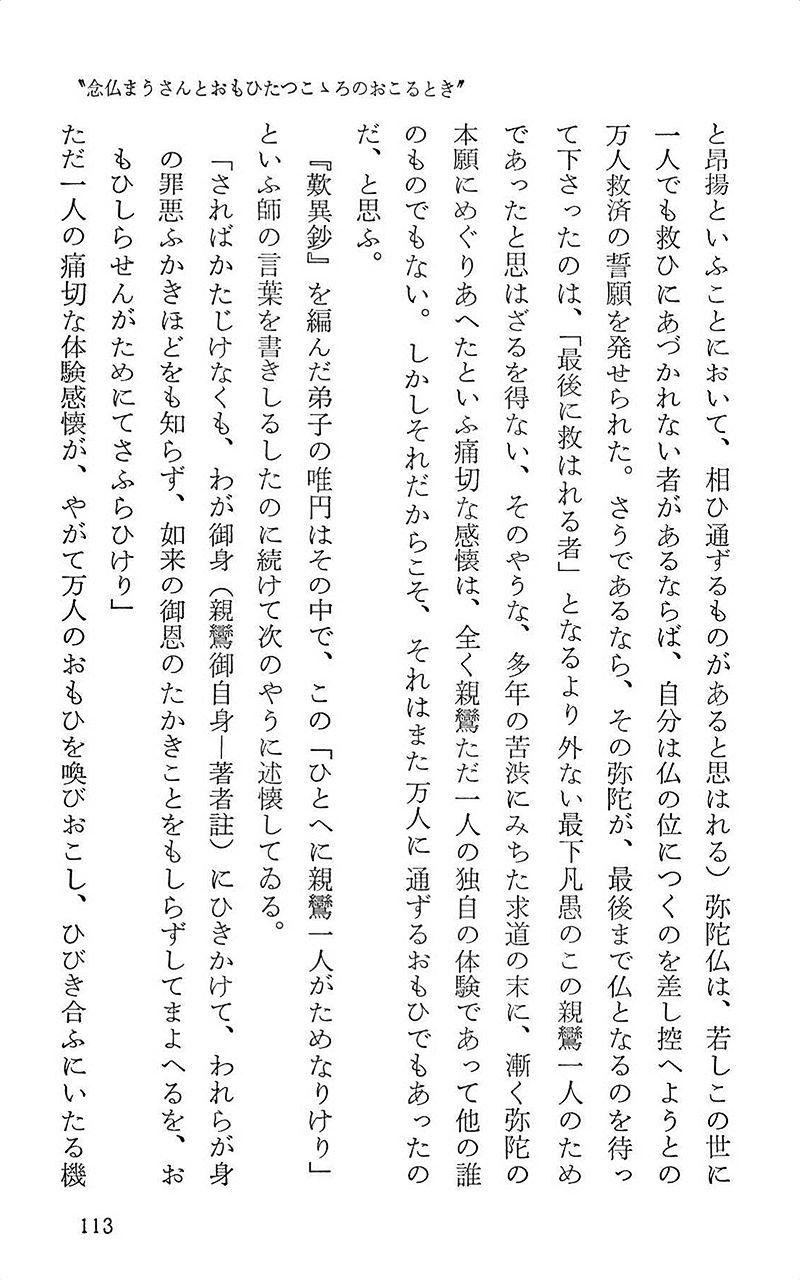 〝念仏まうさんとおもひたつこゝろのおこるとき〟
と昂揚といふことにおいて、相ひ通ずるものがあると思はれる）弥陀仏は、若しこの世に
一人でも救ひにあづかれない者があるならば、自分は仏の位につくのを差し控へようとの
万人救済の誓願を発せられた。さうであるなら、その弥陀が、最後まで仏となるのを待っ
て下さったのは、「最後に救はれる者」となるより外ない最下凡愚のこの親鸞一人のため
であったと思はざるを得ない、そのやうな、多年の苦渋にみちた求道の末に、漸く弥陀の
本願にめぐりあへたといふ痛切な感懐は、全く親鸞ただ一人の独自の体験であって他の誰
のものでもない。しかしそれだからこそ、それはまた万人に通ずるおもひでもあったの
だ、と思ふ。
『歎異鈔』を編んだ弟子の唯円はその中で、この「ひとへに親鸞一人がためなりけり」
といふ師の言葉を書きしるしたのに続けて次のやうに述懐してゐる。
「さればかたじけなくも、わが御身（親鸞御自身—著者註）にひきかけて、われらが身
の罪悪ふかきほどをも知らず、如来の御恩のたかきことをもしらずしてまよへるを、お
もひしらせんがためにてさふらひけり」
ただ一人の痛切な体験感懐が、やがて万人のおもひを喚びおこし、ひびき合ふにいたる機
113